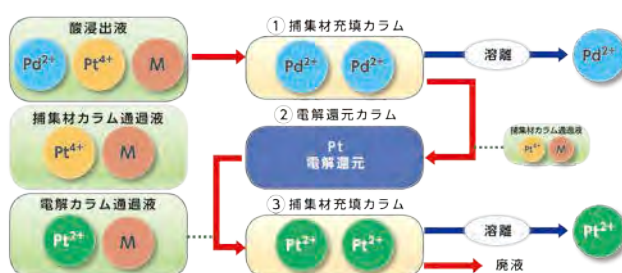 酸浸出液
Pd2+ Pt4+ M
① 捕集材充填カラム
Pd2+ Pd2+
溶離
Pd2+
捕集材カラム通過液
Pt4+ M
② 電解還元カラム
Pt
電解還元
捕集材カラム通過液
Pt4+ M
電解カラム通過液
Pt2+ M
③ 捕集材充填カラム
Pt2+ Pt2+
溶離
Pt2+
廃液